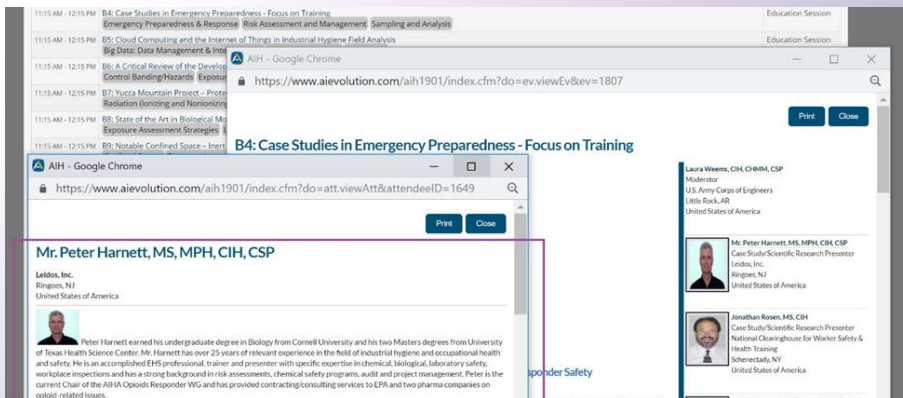 11:15 AM - 12:15 PM B4: Case Studies in Emergency Preparedness - Focus on Training Education Session
Emergency Preparedness & Response Risk Assessment and Management Sampling and Analysis
11:15 AM - 12:15 PM B5: Cloud Computing and the Internet of Things in Industrial Hygiene Field Analysis Education Session
Big Data: Data Management & Inte
11:15 AM - 12:15 PM B6: A Critical Review of the Develop
Control Banding/Hazards Exposur
11:15 AM - 12:15 PM B7: Yucca Mountain Project – Prote
Radiation (Ionizing and Nonionizing
11:15 AM - 12:15 PM B8: State of the Art in Biological Mo
Exposure Assessment Strategies
11:15 AM - 12:15 PM B9: Notable Confined Space – Inert
AIH - Google Chrome
https://www.aievolution.com/aih1901/index.cfm?do=ev.viewEv&ev=1807
Print Close
B4: Case Studies in Emergency Preparedness - Focus on Training
Laura Weems, CIH, CHMM, CSP
Moderator
U.S. Army Corps of Engineers
Little Rock, AR
United States of America
Mr. Peter Harnett, MS, MPH, CIH, CSP
Case Study/Scientific Research Presenter
Leidos, Inc.
Ringoes, NJ
United States of America
Jonathan Rosen, MS, CIH
Case Study/Scientific Research Presenter
National Clearinghouse for Worker Safety &
Health Training
Schenectady, NY
United States of America
sponder Safety
AIH - Google Chrome
https://www.aievolution.com/aih1901/index.cfm?do=att.viewAtt&attendeeID=1649
Print Close
Mr. Peter Harnett, MS, MPH, CIH, CSP
Leidos, Inc.
Ringoes, NJ
United States of America
Peter Harnett earned his undergraduate degree in Biology from Cornell University and his two Masters degrees from University
of Texas Health Science Center. Mr. Harnett has over 25 years of relevant experience in the field of industrial hygiene and occupational health
and safety. He is an accomplished EHS professional, trainer and presenter with specific expertise in chemical, biological, laboratory safety,
workplace inspections and has a strong background in risk assessments, chemical safety programs, audit and project management. Peter is the
current Chair of the AIHA Opioids Responder WG and has provided contracting/consulting services to EPA and two pharma companies on
opioid-related issues.